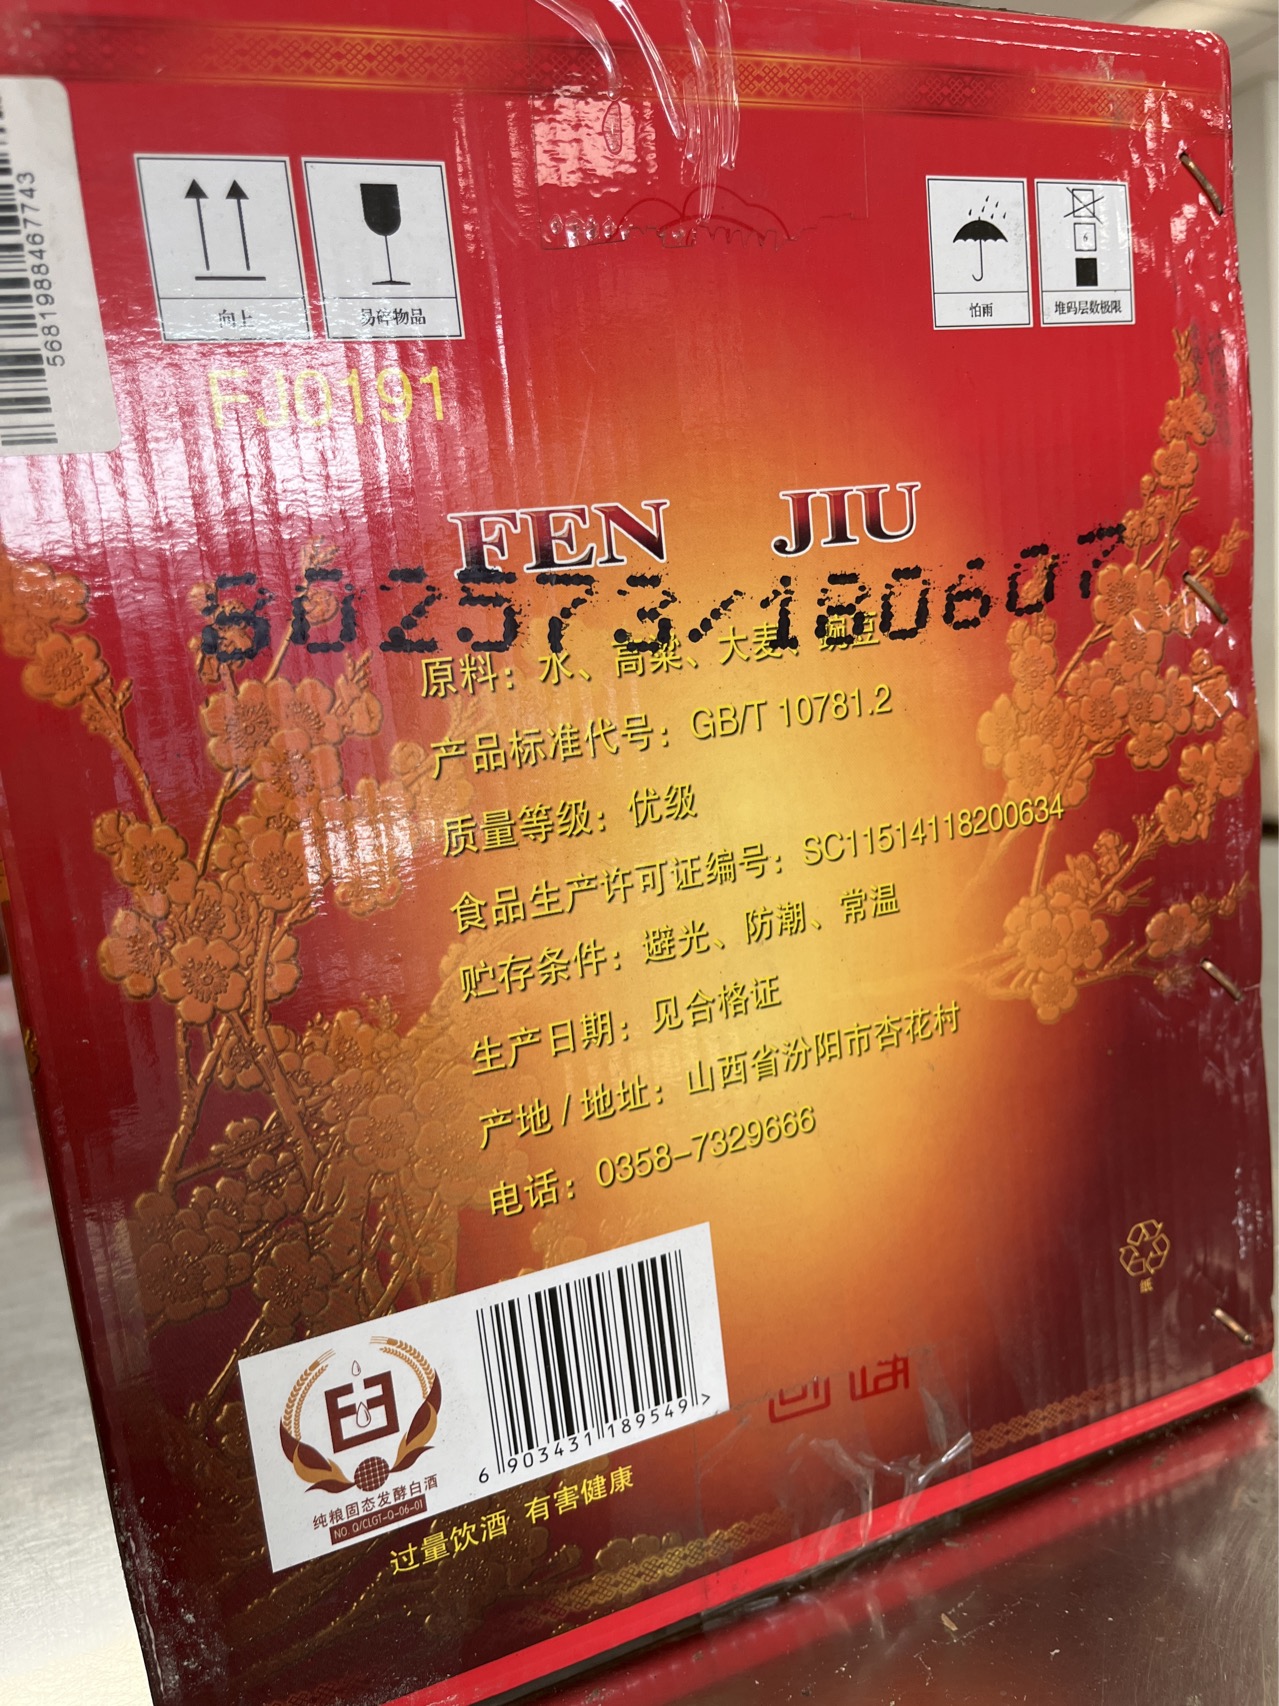 5681988467743
向上
易碎物品
怕雨
6
堆码层数极限
FJ0191
FEN JIU
802573/180607
原料：水、高粱、大麦、豌豆
产品标准代号：GB/T 10781.2
质量等级：优级
食品生产许可证编号：SC11514118200634
贮存条件：避光、防潮、常温
生产日期：见合格证
产地/地址：山西省汾阳市杏花村
电话：0358-7329666
纸
纯粮固态发酵白酒
NO. Q/CLGT-Q-06-01
6 903431 189549 >
过量饮酒 有害健康